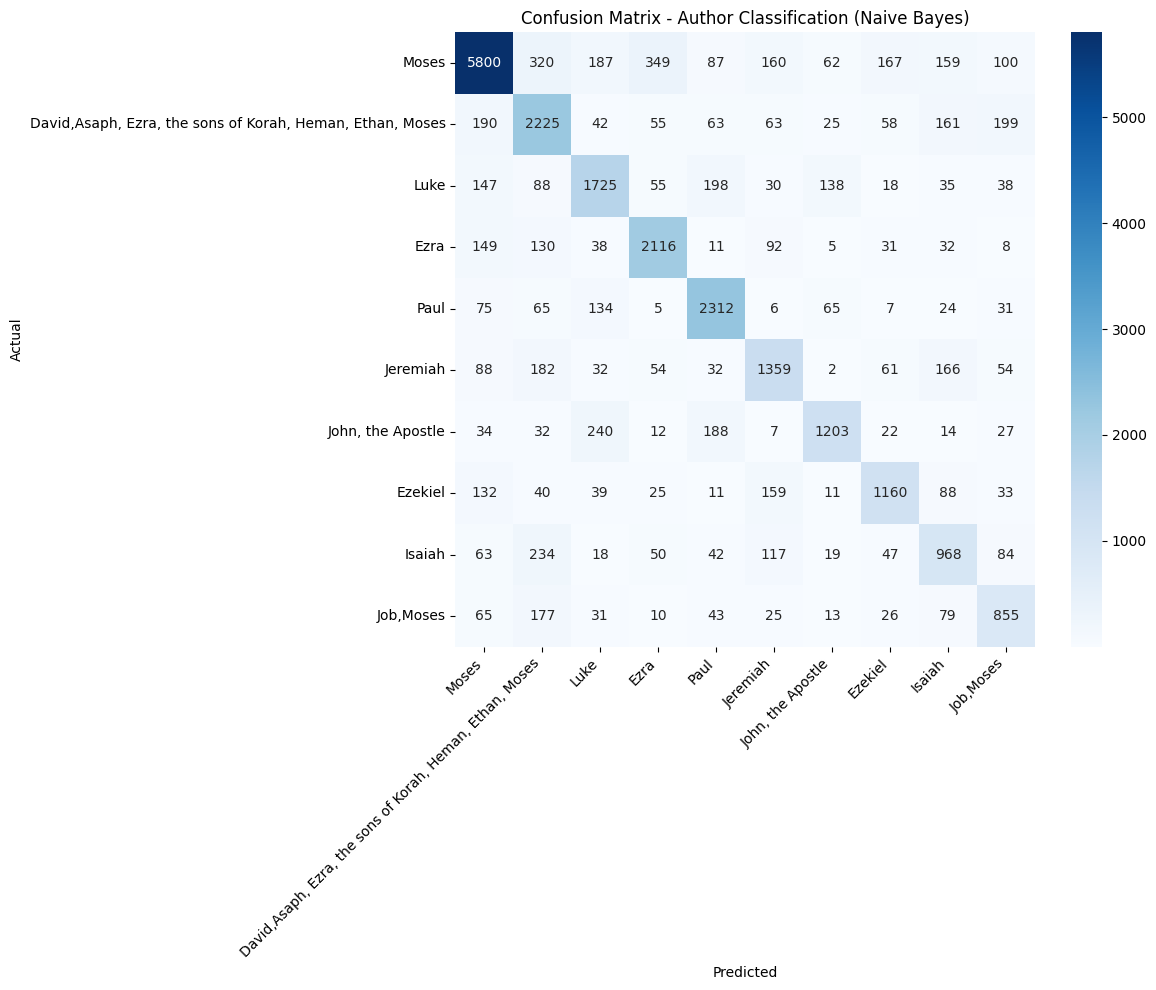 Confusion Matrix - Author Classification (Naive Bayes)
Moses 5800 320 187 349 87 160 62 167 159 100
David,Asaph, Ezra, the sons of Korah, Heman, Ethan, Moses 190 2225 42 55 63 63 25 58 161 199
Luke 147 88 1725 55 198 30 138 18 35 38
Ezra 149 130 38 2116 11 92 5 31 32 8
Paul 75 65 134 5 2312 6 65 7 24 31
Jeremiah 88 182 32 54 32 1359 2 61 166 54
John, the Apostle 34 32 240 12 188 7 1203 22 14 27
Ezekiel 132 40 39 25 11 159 11 1160 88 33
Isaiah 63 234 18 50 42 117 19 47 968 84
Job,Moses 65 177 31 10 43 25 13 26 79 855
Actual
Moses
David,Asaph, Ezra, the sons of Korah, Heman, Ethan, Moses
Luke
Ezra
Paul
Jeremiah
John, the Apostle
Ezekiel
Isaiah
Job,Moses
Predicted
5000
4000
3000
2000
1000